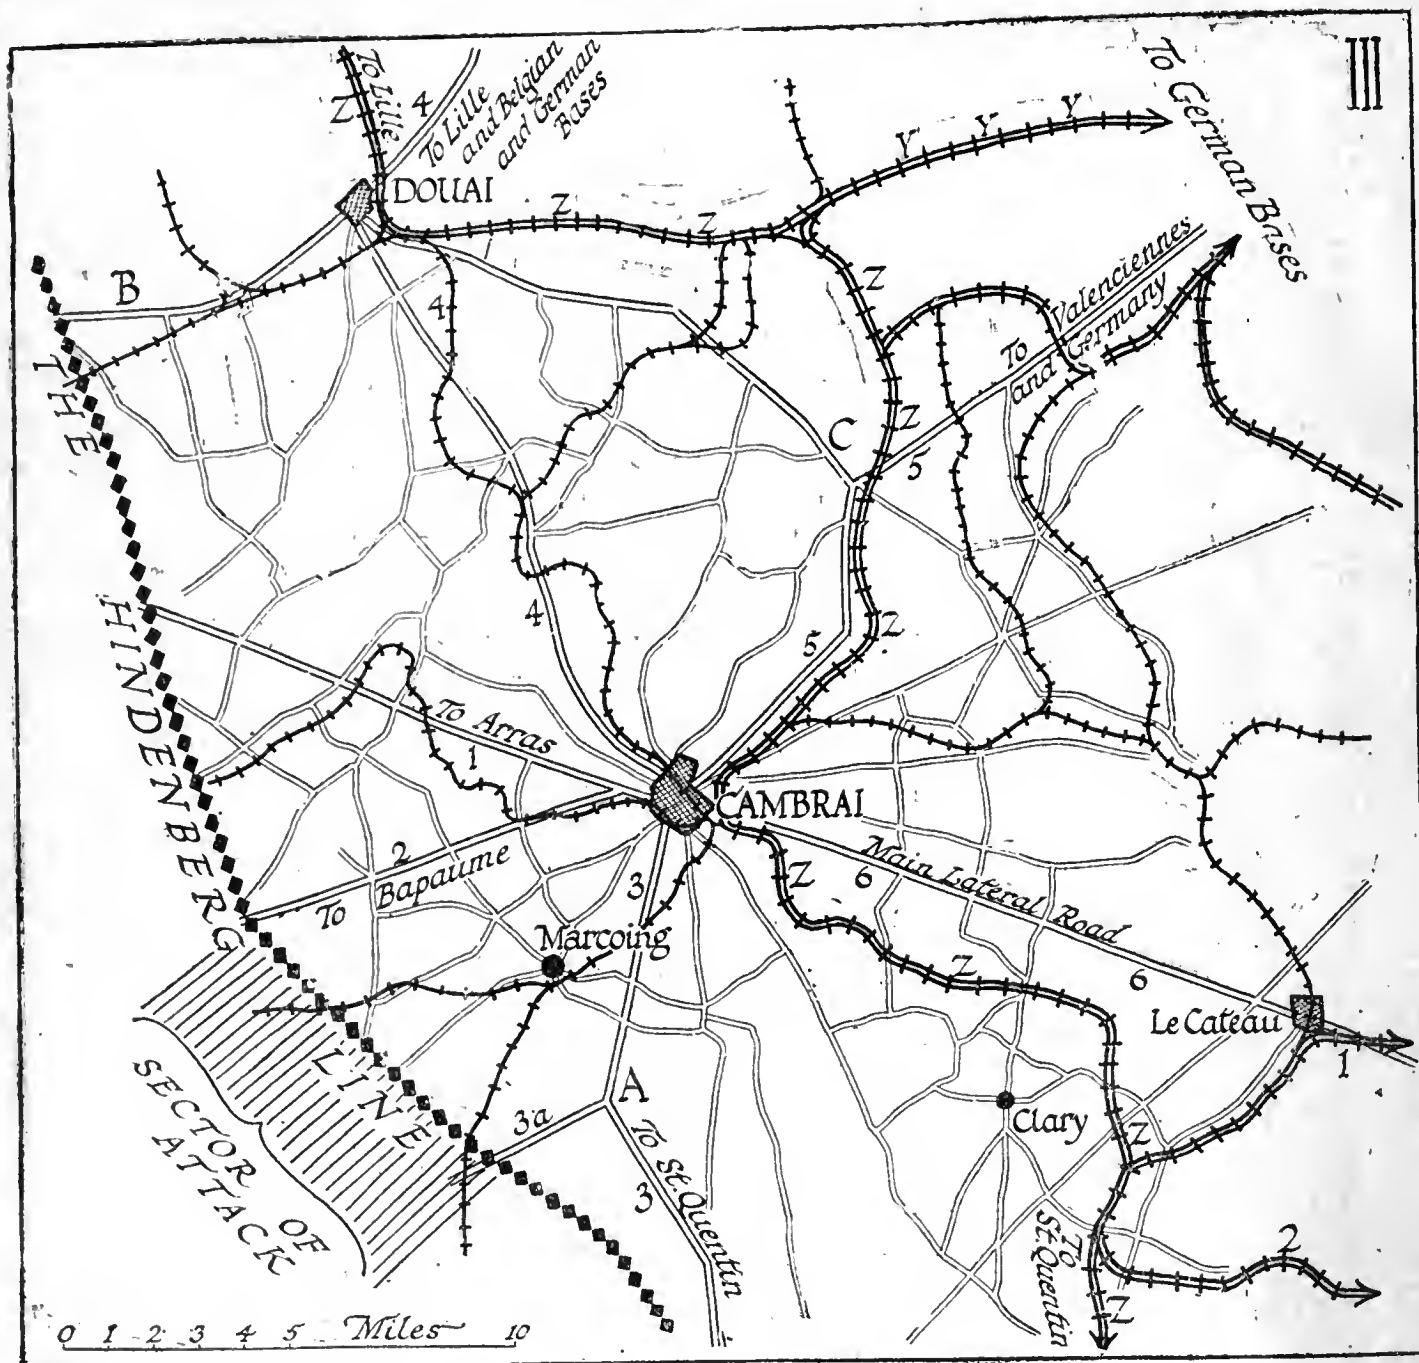 III
To Lille
Z
4
To Lille
and Belgian
and German
Bases
To German Bases
Y
Y
Y
DOUAI
Z
Z
B
4
Z
To Valenciennes
and Germany
Z
C
5
THE
HINDENBERG
LINE
4
5
Z
To Arras
1
CAMBRAI
2
To Bapaume
3
Main Lateral Road
6
Z
Marcoing
Z
6
Le Cateau
1
SECTOR
OF
ATTACK
A
3a
To St. Quentin
3
Clary
Z
To
St. Quentin
2
Z
0 1 2 3 4 5 Miles 10